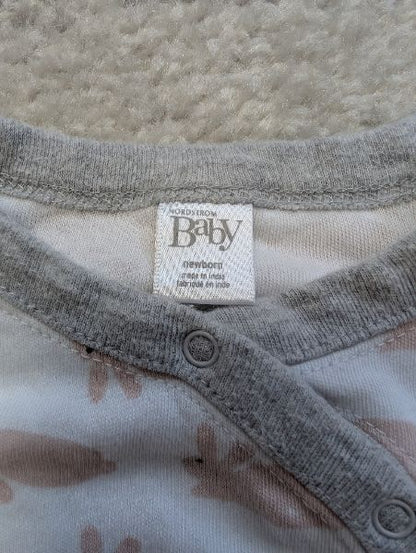 NORDSTROM
Baby
newborn
made in india
fabriqué en inde